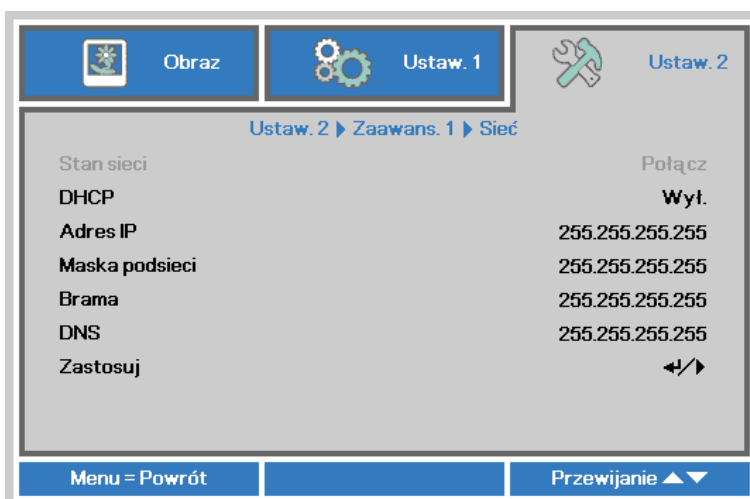 Obraz
Ustaw. 1
Ustaw. 2
Ustaw. 2 ▶ Zaawans. 1 ▶ Sieć
Stan sieci Połącz
DHCP Wył.
Adres IP 255.255.255.255
Maska podsieci 255.255.255.255
Brama 255.255.255.255
DNS 255.255.255.255
Zastosuj ↵/▶
Menu = Powrót
Przewijanie ▲▼